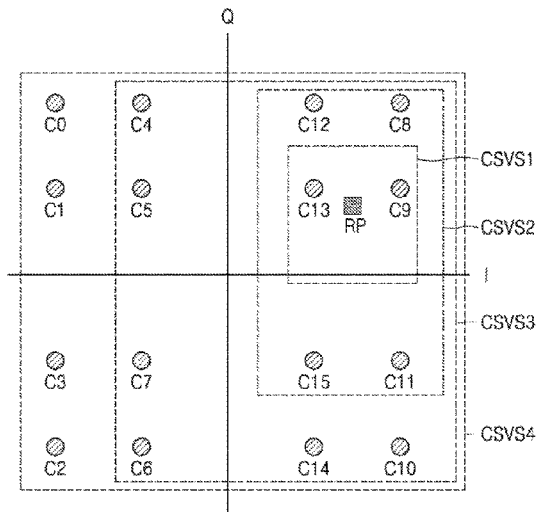 Q
C0 C4 C12 C8
CSVS1
C1 C5 C13 RP C9
CSVS2
I
CSVS3
C3 C7 C15 C11
CSVS4
C2 C6 C14 C10